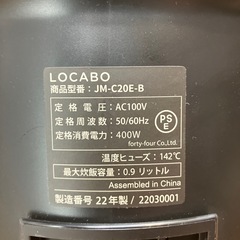 LOCABO
商品型番：JM-C20E-B
定格電圧：AC100V
定格周波数：50/60Hz
定格消費電力：400W
PSE
forty-four Co.,Ltd.
温度ヒューズ：142℃
最大炊飯容量：0.9 リットル
Assembled in China
製造番号 22年製 / 22030001